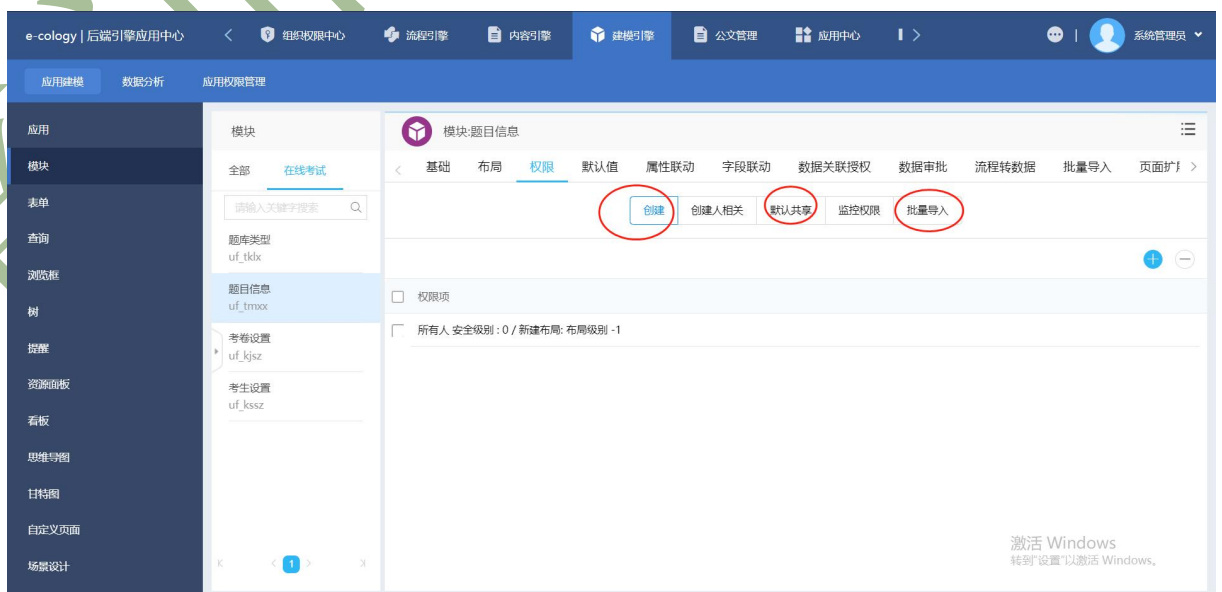 e-cology | 后端引擎应用中心 组织权限中心 流程引擎 内容引擎 建模引擎 公文管理 应用中心 系统管理员
应用建模 数据分析 应用权限管理
应用
模块
表单
查询
浏览框
树
提醒
资源面板
看板
思维导图
甘特图
自定义页面
场景设计
模块
全部 在线考试
请输入关键字搜索
题库类型
uf_tklx
题目信息
uf_tmxx
考卷设置
uf_kjsz
考生设置
uf_kssz
1
模块:题目信息
基础 布局 权限 默认值 属性联动 字段联动 数据关联授权 数据审批 流程转数据 批量导入 页面扩
创建 创建人相关 默认共享 监控权限 批量导入
权限项
所有人 安全级别 : 0 / 新建布局: 布局级别 -1
激活 Windows
转到"设置"以激活 Windows。